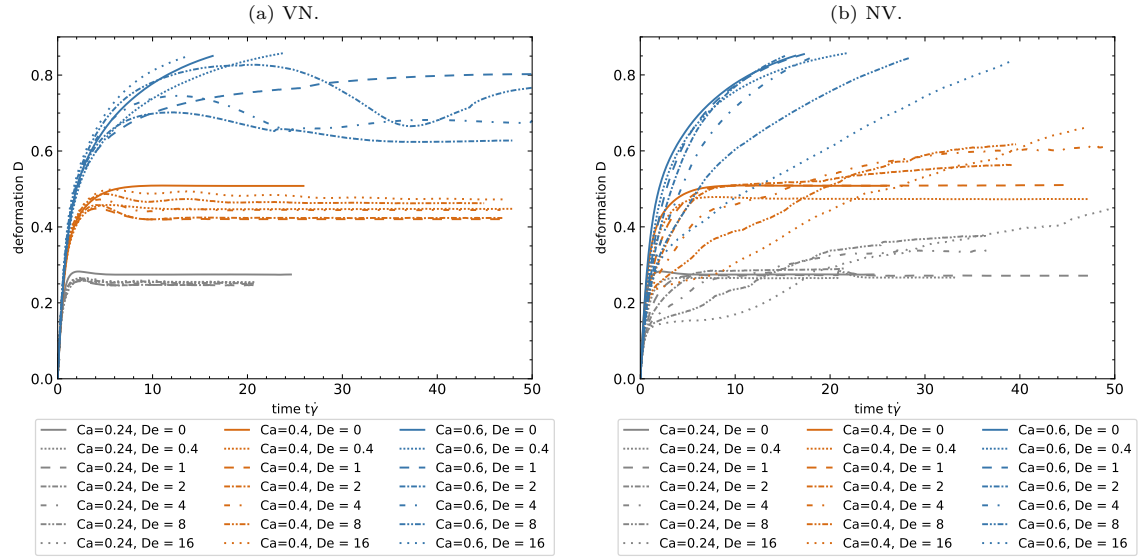 (a) VN.
(b) NV.
deformation D
0.8
0.6
0.4
0.2
0.0
0 10 20 30 40 50
time tγ̇
Ca=0.24, De = 0 Ca=0.4, De = 0 Ca=0.6, De = 0
Ca=0.24, De = 0.4 Ca=0.4, De = 0.4 Ca=0.6, De = 0.4
Ca=0.24, De = 1 Ca=0.4, De = 1 Ca=0.6, De = 1
Ca=0.24, De = 2 Ca=0.4, De = 2 Ca=0.6, De = 2
Ca=0.24, De = 4 Ca=0.4, De = 4 Ca=0.6, De = 4
Ca=0.24, De = 8 Ca=0.4, De = 8 Ca=0.6, De = 8
Ca=0.24, De = 16 Ca=0.4, De = 16 Ca=0.6, De = 16
deformation D
0.8
0.6
0.4
0.2
0.0
0 10 20 30 40 50
time tγ̇
Ca=0.24, De = 0 Ca=0.4, De = 0 Ca=0.6, De = 0
Ca=0.24, De = 0.4 Ca=0.4, De = 0.4 Ca=0.6, De = 0.4
Ca=0.24, De = 1 Ca=0.4, De = 1 Ca=0.6, De = 1
Ca=0.24, De = 2 Ca=0.4, De = 2 Ca=0.6, De = 2
Ca=0.24, De = 4 Ca=0.4, De = 4 Ca=0.6, De = 4
Ca=0.24, De = 8 Ca=0.4, De = 8 Ca=0.6, De = 8
Ca=0.24, De = 16 Ca=0.4, De = 16 Ca=0.6, De = 16